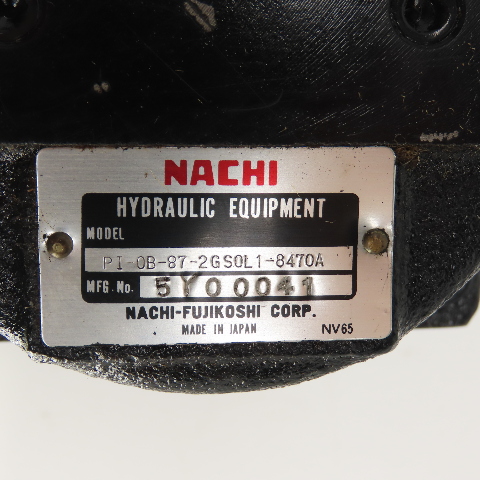 NACHI
HYDRAULIC EQUIPMENT
MODEL
PI-0B-87-2GS0L1-8470A
MFG. No. 5Y00041
NACHI-FUJIKOSHI CORP.
MADE IN JAPAN NV65